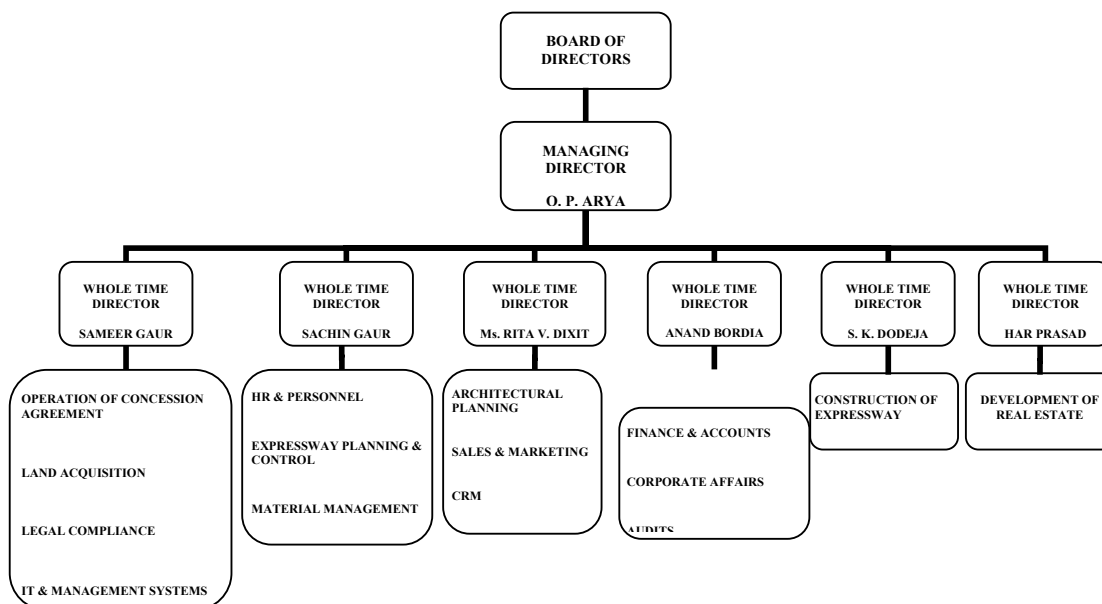 BOARD OF
DIRECTORS
MANAGING
DIRECTOR
O. P. ARYA
WHOLE TIME
DIRECTOR
SAMEER GAUR
WHOLE TIME
DIRECTOR
SACHIN GAUR
WHOLE TIME
DIRECTOR
Ms. RITA V. DIXIT
WHOLE TIME
DIRECTOR
ANAND BORDIA
WHOLE TIME
DIRECTOR
S. K. DODEJA
WHOLE TIME
DIRECTOR
HAR PRASAD
OPERATION OF CONCESSION
AGREEMENT
LAND ACQUISITION
LEGAL COMPLIANCE
IT & MANAGEMENT SYSTEMS
HR & PERSONNEL
EXPRESSWAY PLANNING &
CONTROL
MATERIAL MANAGEMENT
ARCHITECTURAL
PLANNING
SALES & MARKETING
CRM
FINANCE & ACCOUNTS
CORPORATE AFFAIRS
AUDITS
CONSTRUCTION OF
EXPRESSWAY
DEVELOPMENT OF
REAL ESTATE